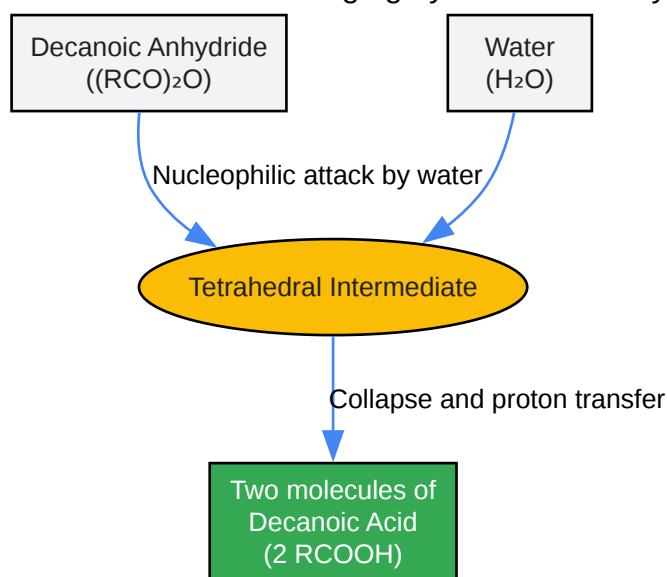 Decanoic Anhydride
((RCO)₂O)
Water
(H₂O)
Nucleophilic attack by water
Tetrahedral Intermediate
Collapse and proton transfer
Two molecules of
Decanoic Acid
(2 RCOOH)